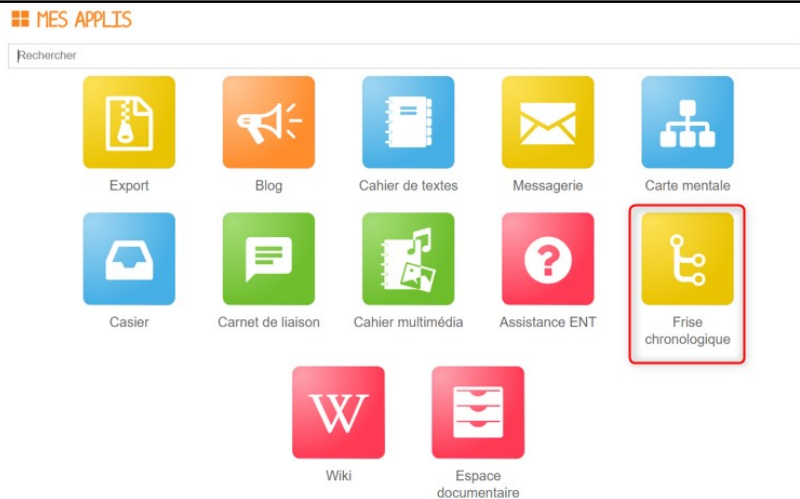 MES APPLIS
Rechercher
Export
Blog
Cahier de textes
Messagerie
Carte mentale
Casier
Carnet de liaison
Cahier multimédia
?
Assistance ENT
Frise
chronologique
W
Wiki
Espace
documentaire